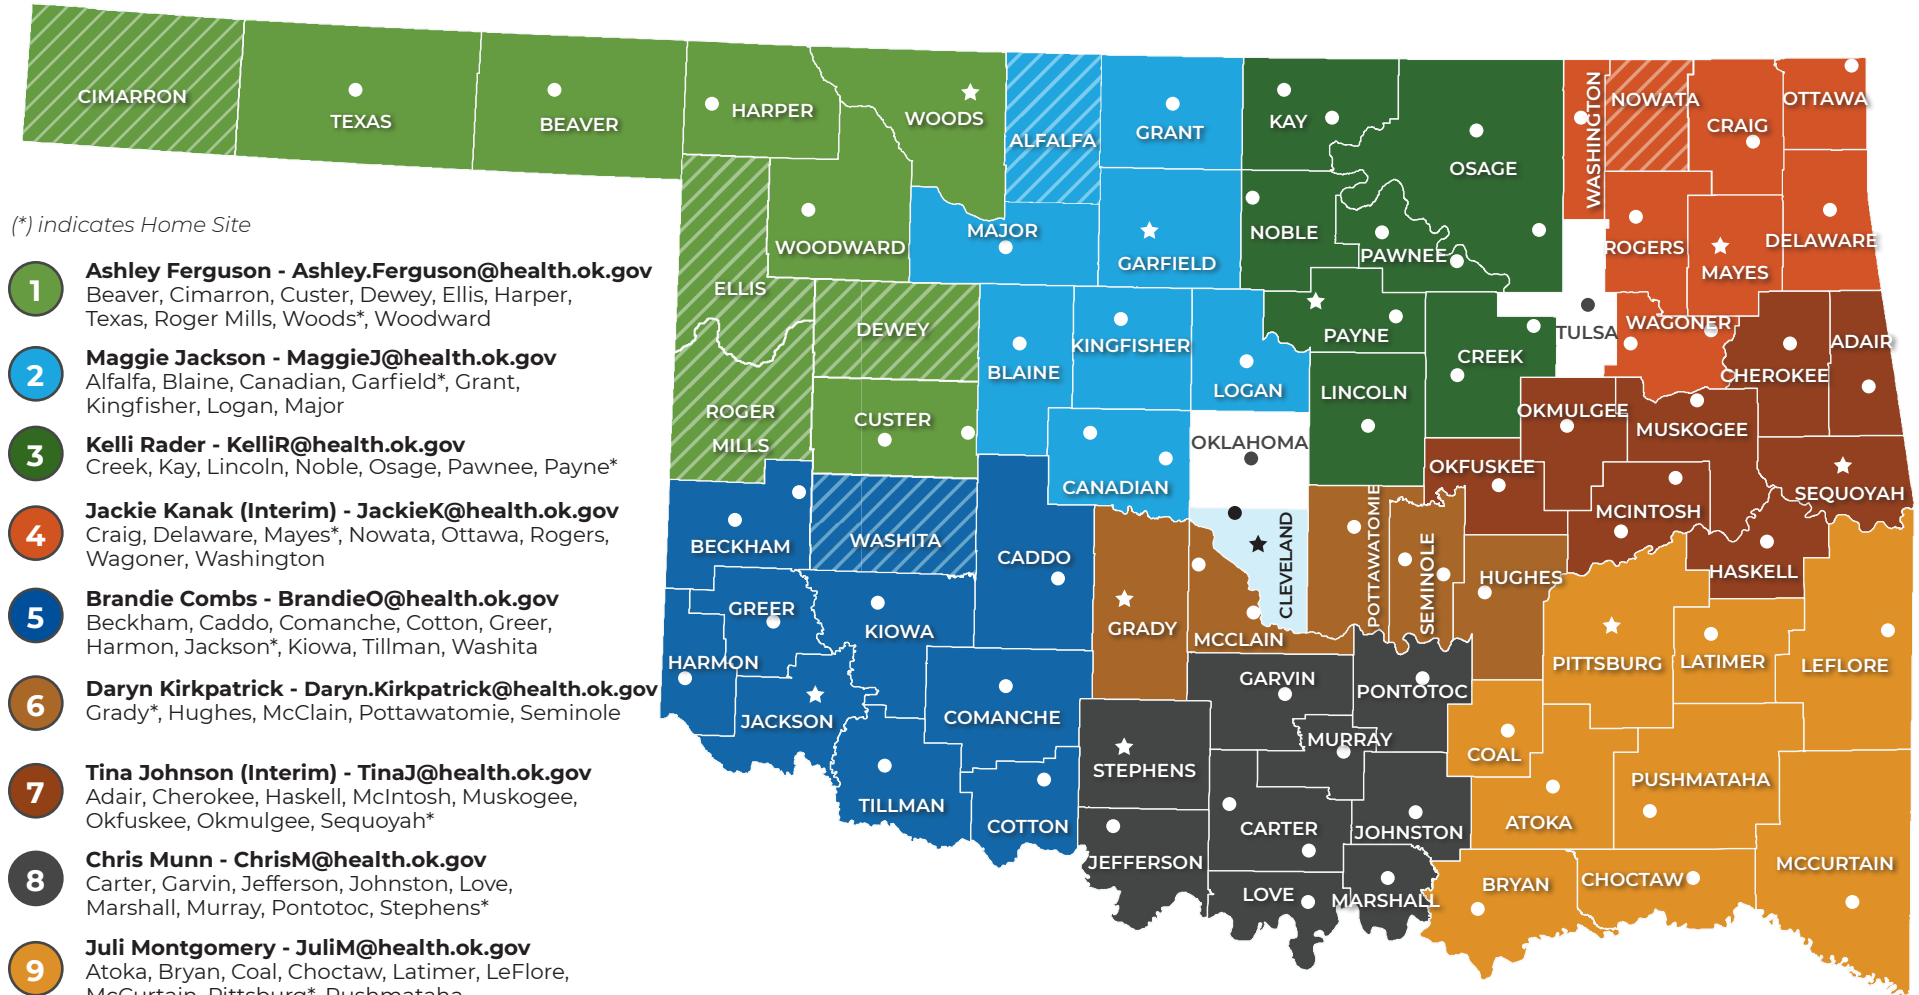 (*) indicates Home Site
1
Ashley Ferguson - Ashley.Ferguson@health.ok.gov
Beaver, Cimarron, Custer, Dewey, Ellis, Harper,
Texas, Roger Mills, Woods*, Woodward
2
Maggie Jackson - MaggieJ@health.ok.gov
Alfalfa, Blaine, Canadian, Garfield*, Grant,
Kingfisher, Logan, Major
3
Kelli Rader - KelliR@health.ok.gov
Creek, Kay, Lincoln, Noble, Osage, Pawnee, Payne*
4
Jackie Kanak (Interim) - JackieK@health.ok.gov
Craig, Delaware, Mayes*, Nowata, Ottawa, Rogers,
Wagoner, Washington
5
Brandie Combs - BrandieO@health.ok.gov
Beckham, Caddo, Comanche, Cotton, Greer,
Harmon, Jackson*, Kiowa, Tillman, Washita
6
Daryn Kirkpatrick - Daryn.Kirkpatrick@health.ok.gov
Grady*, Hughes, McClain, Pottawatomie, Seminole
7
Tina Johnson (Interim) - TinaJ@health.ok.gov
Adair, Cherokee, Haskell, McIntosh, Muskogee,
Okfuskee, Okmulgee, Sequoyah*
8
Chris Munn - ChrisM@health.ok.gov
Carter, Garvin, Jefferson, Johnston, Love,
Marshall, Murray, Pontotoc, Stephens*
9
Juli Montgomery - JuliM@health.ok.gov
Atoka, Bryan, Coal, Choctaw, Latimer, LeFlore,
McCurtain, Pittsburg*, Pushmataha
CIMARRON
TEXAS
BEAVER
HARPER
WOODS
ALFALFA
GRANT
KAY
OSAGE
WASHINGTON
NOWATA
CRAIG
OTTAWA
ELLIS
WOODWARD
MAJOR
GARFIELD
NOBLE
PAWNEE
ROGERS
MAYES
DELAWARE
DEWEY
BLAINE
KINGFISHER
LOGAN
PAYNE
CREEK
TULSA
WAGONER
CHEROKEE
ADAIR
ROGER
MILLS
CUSTER
CANADIAN
OKLAHOMA
LINCOLN
OKMULGEE
MUSKOGEE
OKFUSKEE
MCINTOSH
SEQUOYAH
BECKHAM
WASHITA
CADDO
GRADY
MCCLAIN
CLEVELAND
POTTAWATOMIE
SEMINOLE
HUGHES
HASKELL
GREER
KIOWA
HARMON
JACKSON
COMANCHE
TILLMAN
COTTON
STEPHENS
GARVIN
MURRAY
PONTOTOC
PITTSBURG
LATIMER
LEFLORE
COAL
ATOKA
PUSHMATAHA
JEFFERSON
CARTER
JOHNSTON
LOVE
MARSHALL
BRYAN
CHOCTAW
MCCURTAIN